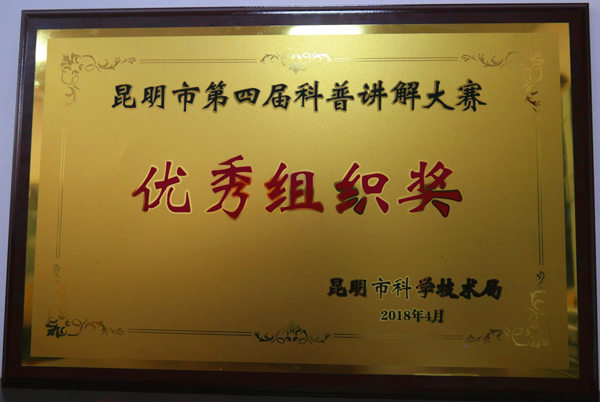 昆明市第四届科普讲解大赛
优秀组织奖
昆明市科学技术局
2018年4月